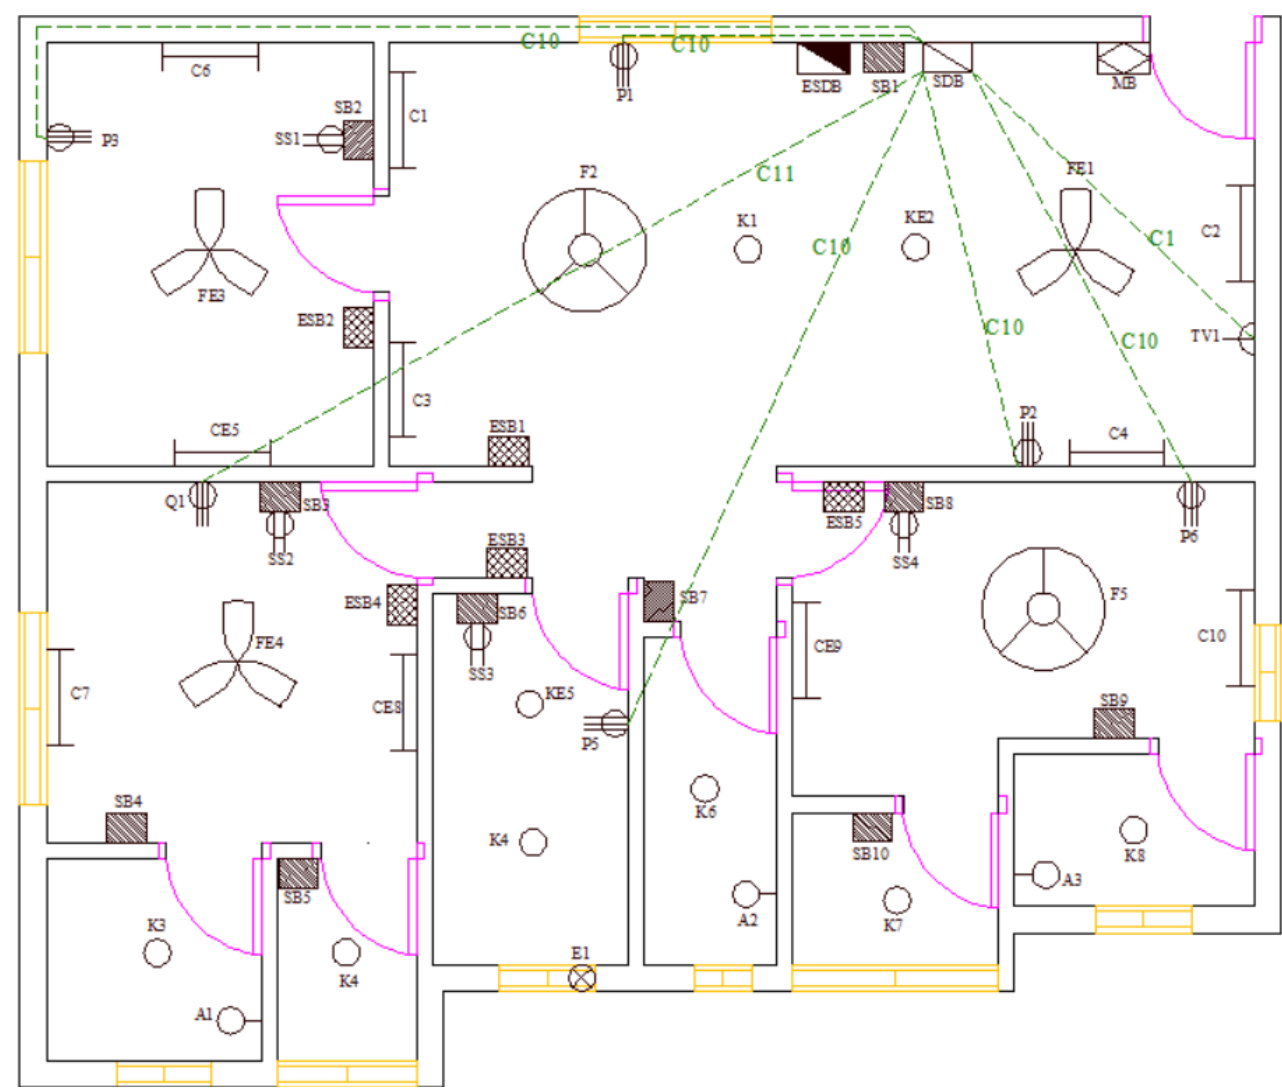 C10
C10
C6
P1
ESDB
SB1
SDB
MB
SB2
C1
P3
SS1
C11
F2
FE1
K1
KE2
C2
C10
C1
FE3
ESB2
C10
C10
TV1
C3
P2
CE5
ESB1
C4
Q1
SB3
ESB5
SB8
P6
ESB3
SS2
SS4
ESB4
SB6
SB7
F5
FE4
C10
SS3
CE9
C7
CE8
KE5
SB9
P5
SB4
K6
K4
SB10
K8
SB5
A3
A2
K7
K3
E1
K4
A1